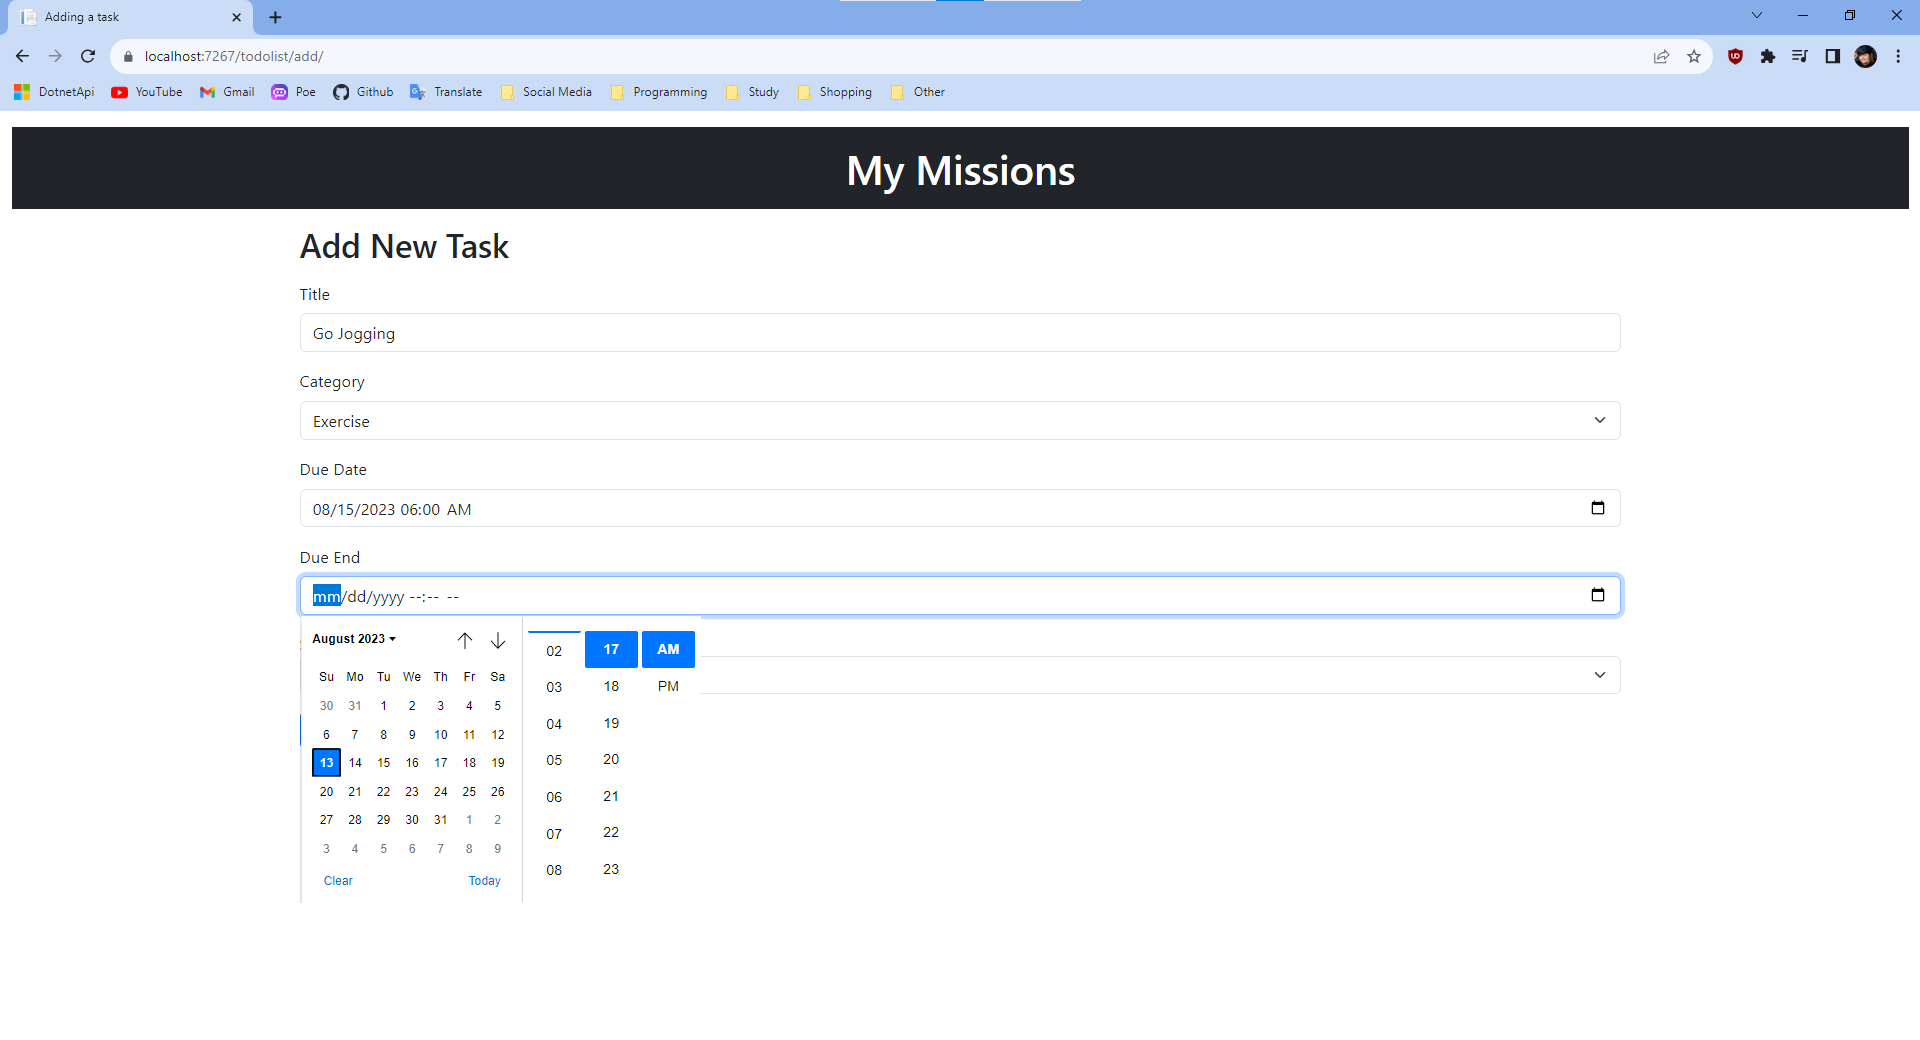 Adding a task
localhost:7267/todolist/add/
DotnetApi YouTube Gmail Poe Github Translate Social Media Programming Study Shopping Other
My Missions
Add New Task
Title
Go Jogging
Category
Exercise
Due Date
08/15/2023 06:00 AM
Due End
mm/dd/yyyy --:-- --
August 2023
Su Mo Tu We Th Fr Sa
30 31 1 2 3 4 5
6 7 8 9 10 11 12
13 14 15 16 17 18 19
20 21 22 23 24 25 26
27 28 29 30 31 1 2
3 4 5 6 7 8 9
Clear Today
02 17 AM
03 18 PM
04 19
05 20
06 21
07 22
08 23